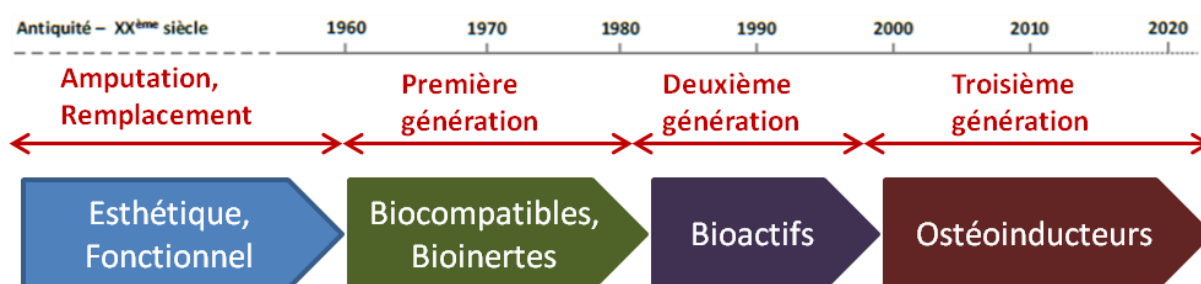 Antiquité – XXème siècle 1960 1970 1980 1990 2000 2010 2020
Amputation,
Remplacement
Première
génération
Deuxième
génération
Troisième
génération
Esthétique,
Fonctionnel
Biocompatibles,
Bioinertes
Bioactifs
Ostéoinducteurs